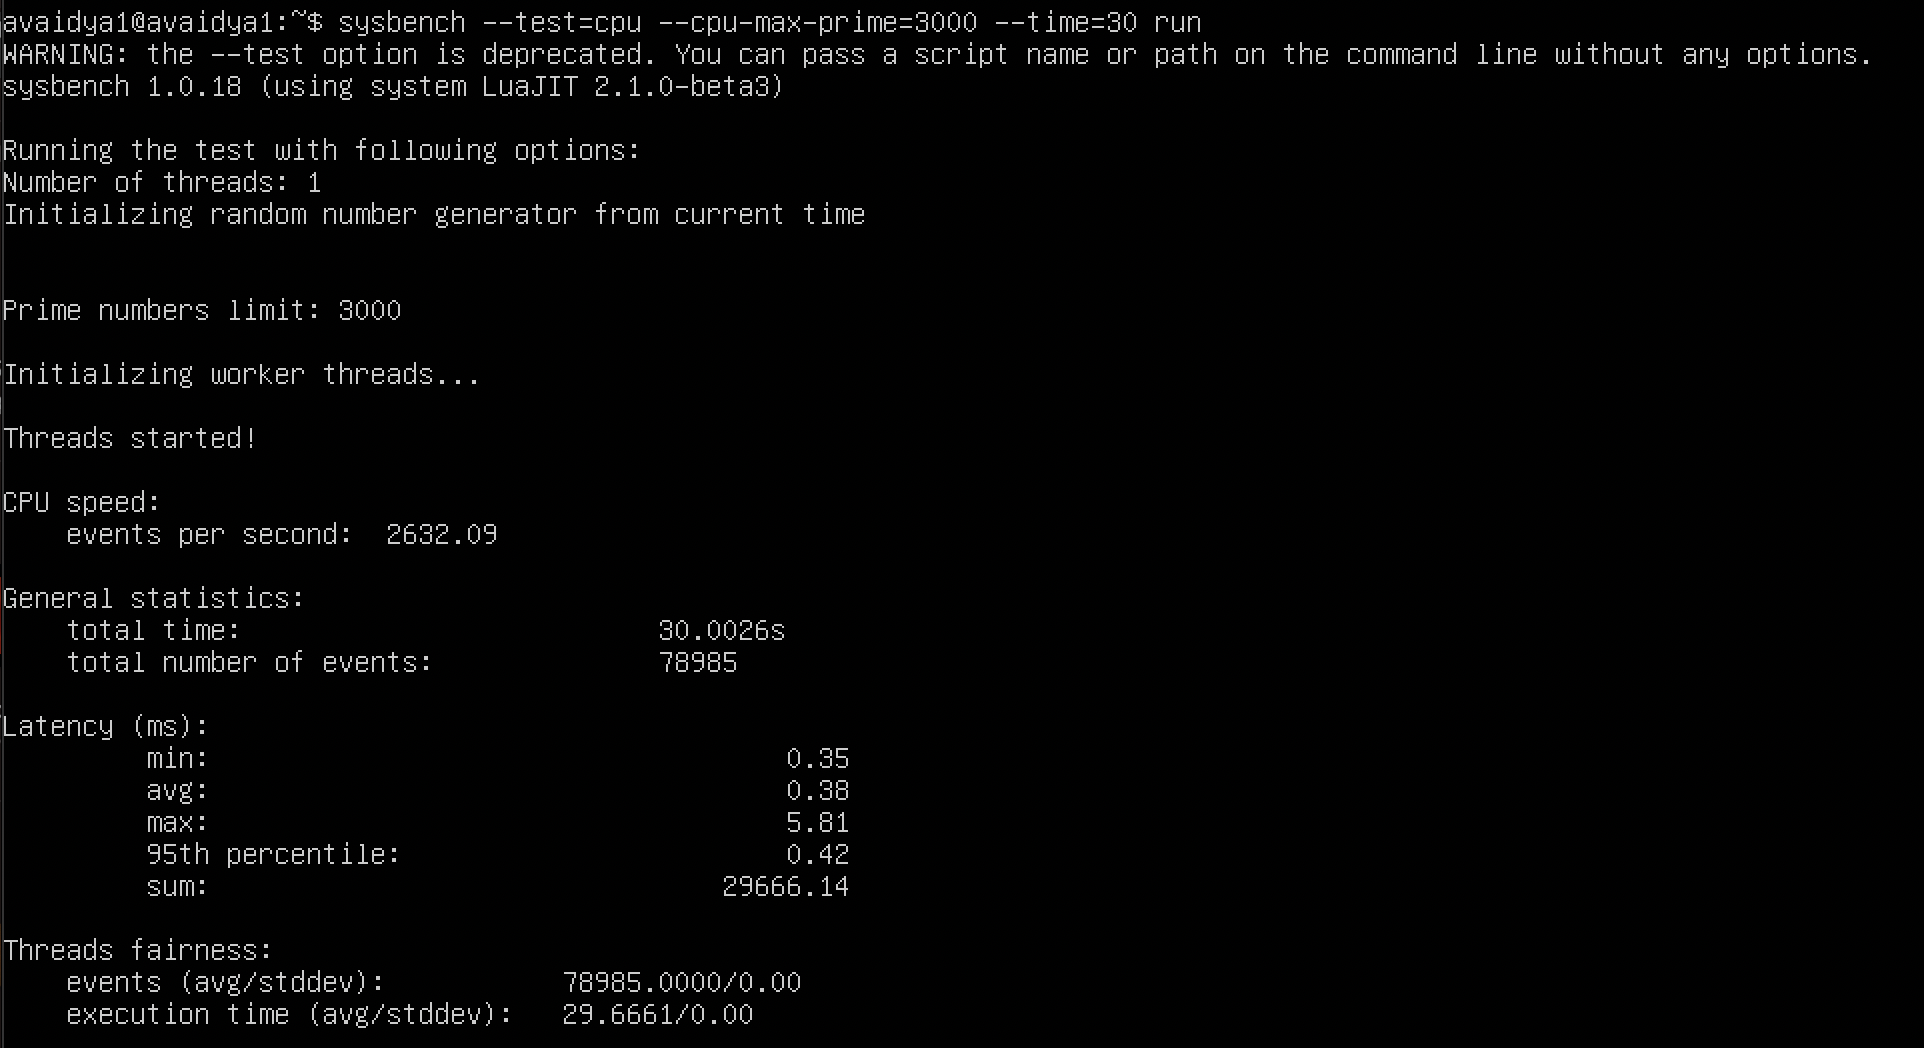 avaidya1@avaidya1:~$ sysbench --test=cpu --cpu-max-prime=3000 --time=30 run
WARNING: the --test option is deprecated. You can pass a script name or path on the command line without any options.
sysbench 1.0.18 (using system LuaJIT 2.1.0-beta3)
Running the test with following options:
Number of threads: 1
Initializing random number generator from current time
Prime numbers limit: 3000
Initializing worker threads...
Threads started!
CPU speed:
events per second: 2632.09
General statistics:
total time: 30.0026s
total number of events: 78985
Latency (ms):
min: 0.35
avg: 0.38
max: 5.81
95th percentile: 0.42
sum: 29666.14
Threads fairness:
events (avg/stddev): 78985.0000/0.00
execution time (avg/stddev): 29.6661/0.00